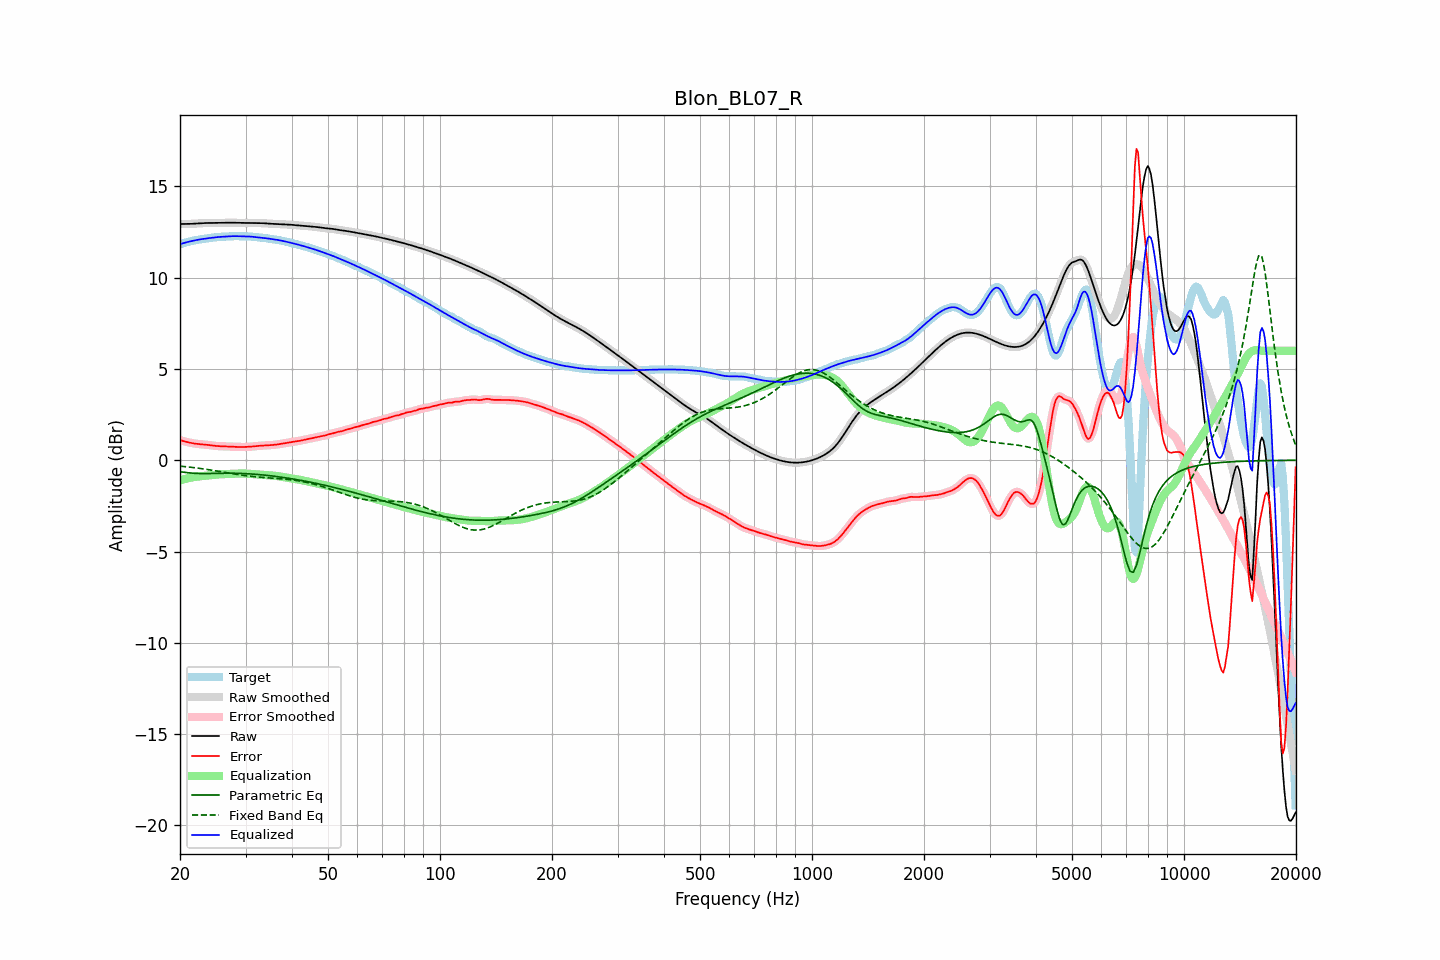 Blon_BL07_R
Amplitude (dBr)
15
10
5
0
−5
−10
−15
−20
Target
Raw Smoothed
Error Smoothed
Raw
Error
Equalization
Parametric Eq
Fixed Band Eq
Equalized
20 50 100 200 500 1000 2000 5000 10000 20000
Frequency (Hz)